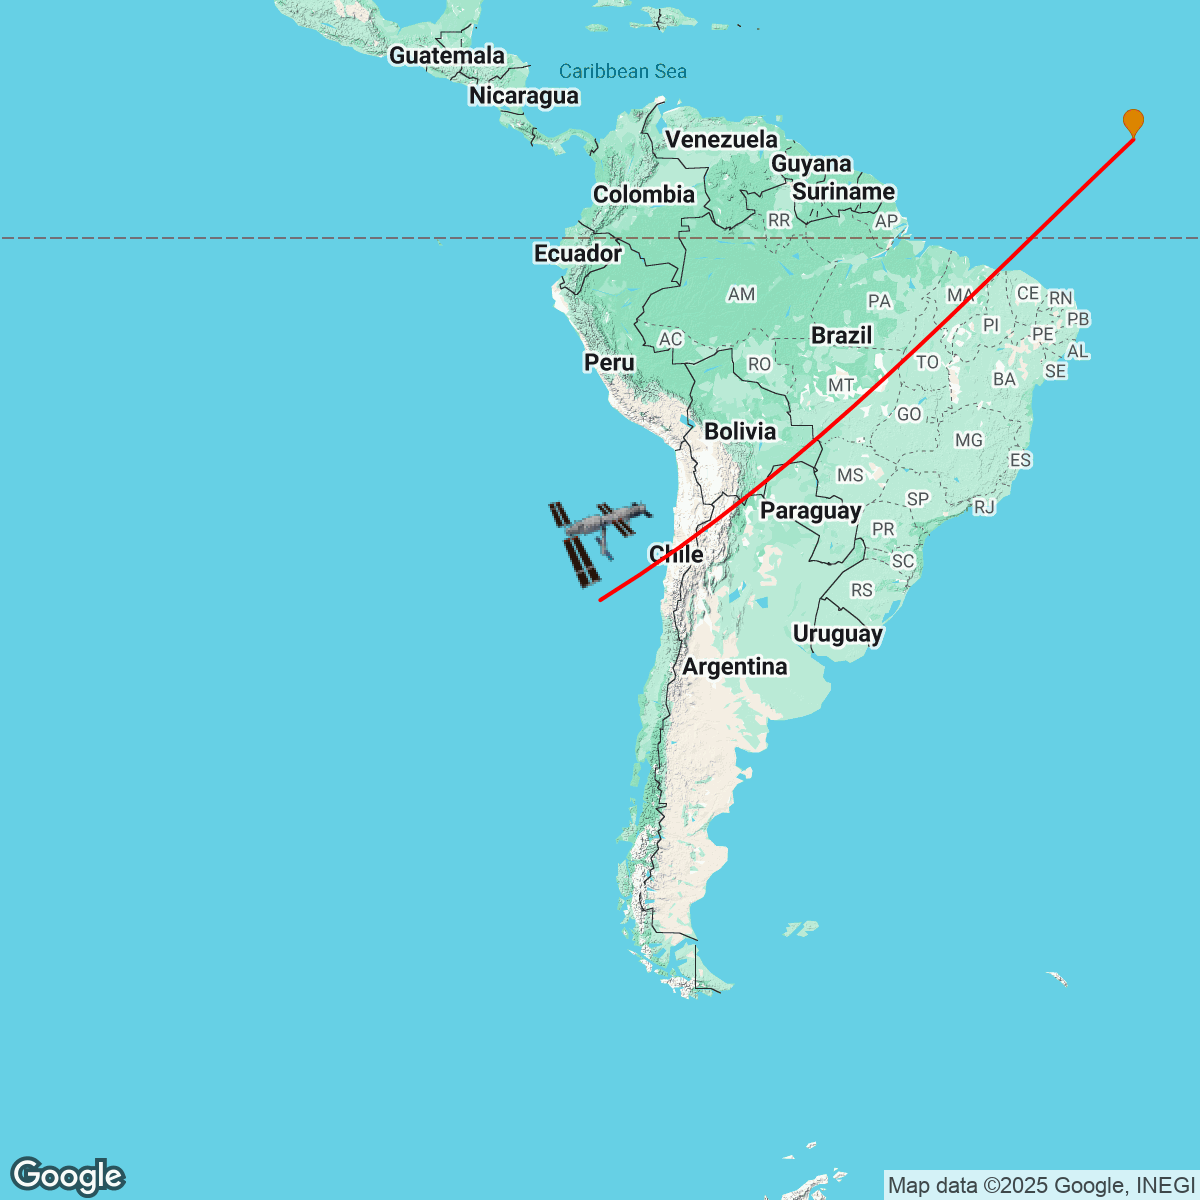 Guatemala
Caribbean Sea
Nicaragua
Venezuela
Guyana
Suriname
Colombia
RR
AP
Ecuador
AM
PA
MA
CE
RN
PI
PB
PE
Brazil
AC
AL
Peru
RO
TO
SE
MT
BA
GO
Bolivia
MG
ES
MS
SP
RJ
Paraguay
PR
Chile
SC
RS
Uruguay
Argentina
Google
Map data ©2025 Google, INEGI